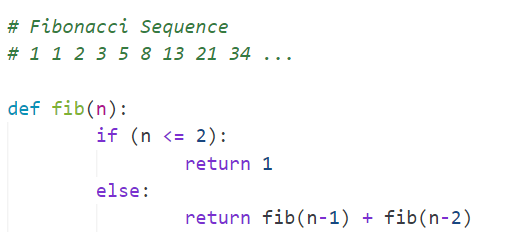 # Fibonacci Sequence
# 1 1 2 3 5 8 13 21 34 ...

def fib(n):
        if (n <= 2):
                return 1
        else:
                return fib(n-1) + fib(n-2)